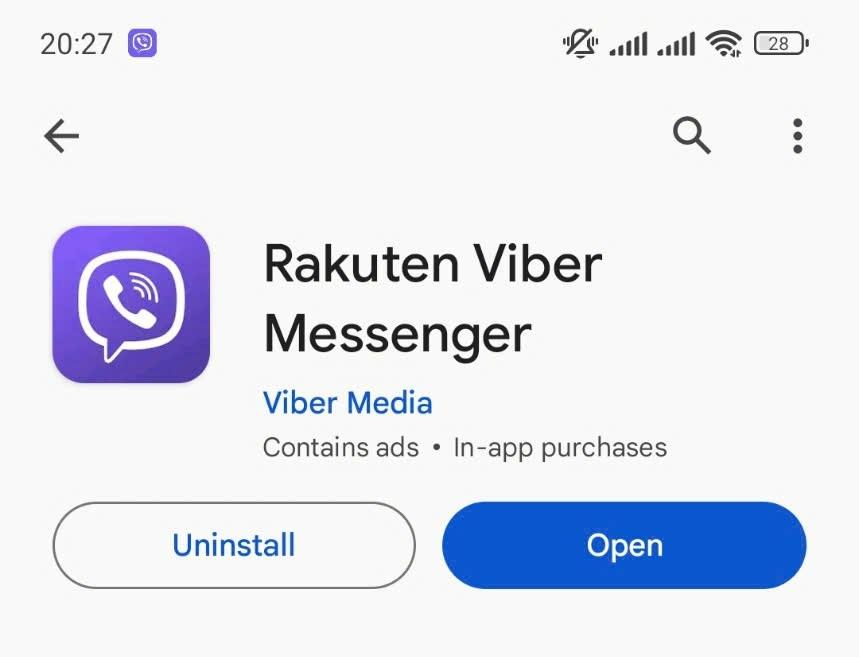 20:27
28
Rakuten Viber
Messenger
Viber Media
Contains ads • In-app purchases
Uninstall
Open